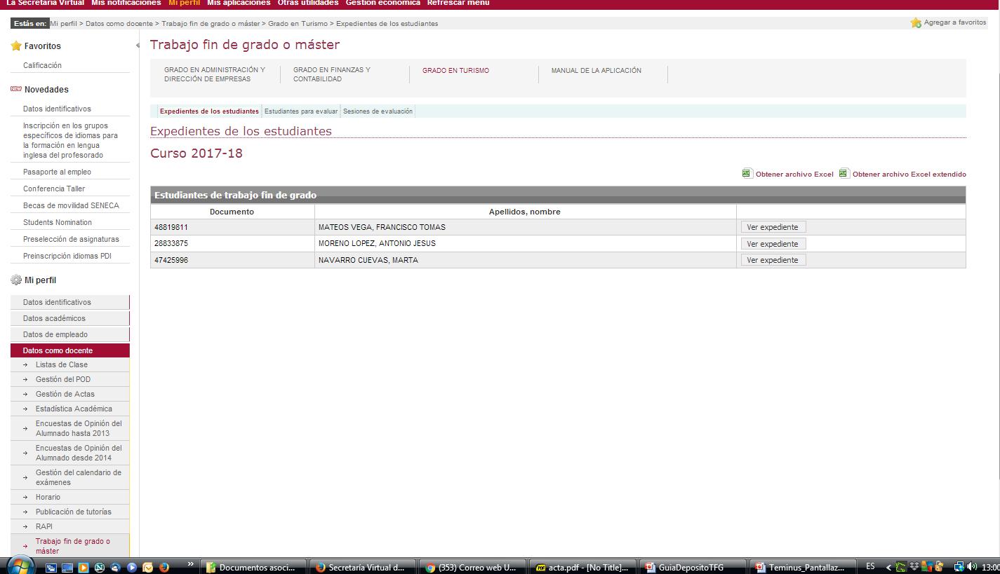 La Secretaría Virtual Mis notificaciones Mi perfil Mis aplicaciones Otras utilidades Gestión económica Refrescar menú
Estás en: Mi perfil > Datos como docente > Trabajo fin de grado o máster > Grado en Turismo > Expedientes de los estudiantes
Agregar a favoritos
Favoritos
Calificación
NEW Novedades
Datos identificativos
Inscripción en los grupos
específicos de idiomas para
la formación en lengua
inglesa del profesorado
Pasaporte al empleo
Conferencia Taller
Becas de movilidad SENECA
Students Nomination
Preselección de asignaturas
Preinscripción idiomas PDI
Mi perfil
Datos identificativos
Datos académicos
Datos de empleado
Datos como docente
Listas de Clase
Gestión del POD
Gestión de Actas
Estadística Académica
Encuestas de Opinión del
Alumnado hasta 2013
Encuestas de Opinión del
Alumnado desde 2014
Gestión del calendario de
exámenes
Horario
Publicación de tutorías
RAPI
Trabajo fin de grado o
máster
Trabajo fin de grado o máster
GRADO EN ADMINISTRACIÓN Y
DIRECCIÓN DE EMPRESAS
GRADO EN FINANZAS Y
CONTABILIDAD
GRADO EN TURISMO
MANUAL DE LA APLICACIÓN
Expedientes de los estudiantes Estudiantes para evaluar Sesiones de evaluación
Expedientes de los estudiantes
Curso 2017-18
Obtener archivo Excel Obtener archivo Excel extendido
Estudiantes de trabajo fin de grado
Documento Apellidos, nombre
48819811 MATEOS VEGA, FRANCISCO TOMAS Ver expediente
28833875 MORENO LOPEZ, ANTONIO JESUS Ver expediente
47425996 NAVARRO CUEVAS, MARTA Ver expediente
» Documentos asoci... Secretaría Virtual d... (353) Correo web U... acta.pdf - [No Title]... GuiaDepositoTFG Teminus_Pantallaz... ES 13:00